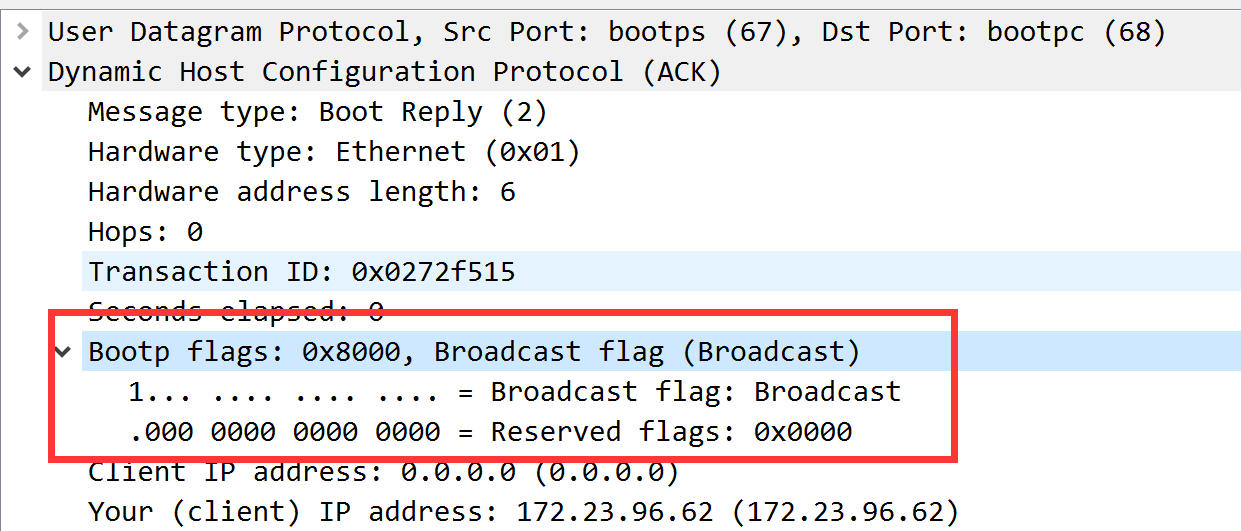 User Datagram Protocol, Src Port: bootps (67), Dst Port: bootpc (68)
Dynamic Host Configuration Protocol (ACK)
Message type: Boot Reply (2)
Hardware type: Ethernet (0x01)
Hardware address length: 6
Hops: 0
Transaction ID: 0x0272f515
Seconds elapsed: 0
Bootp flags: 0x8000, Broadcast flag (Broadcast)
1... .... .... .... = Broadcast flag: Broadcast
.000 0000 0000 0000 = Reserved flags: 0x0000
Client IP address: 0.0.0.0 (0.0.0.0)
Your (client) IP address: 172.23.96.62 (172.23.96.62)